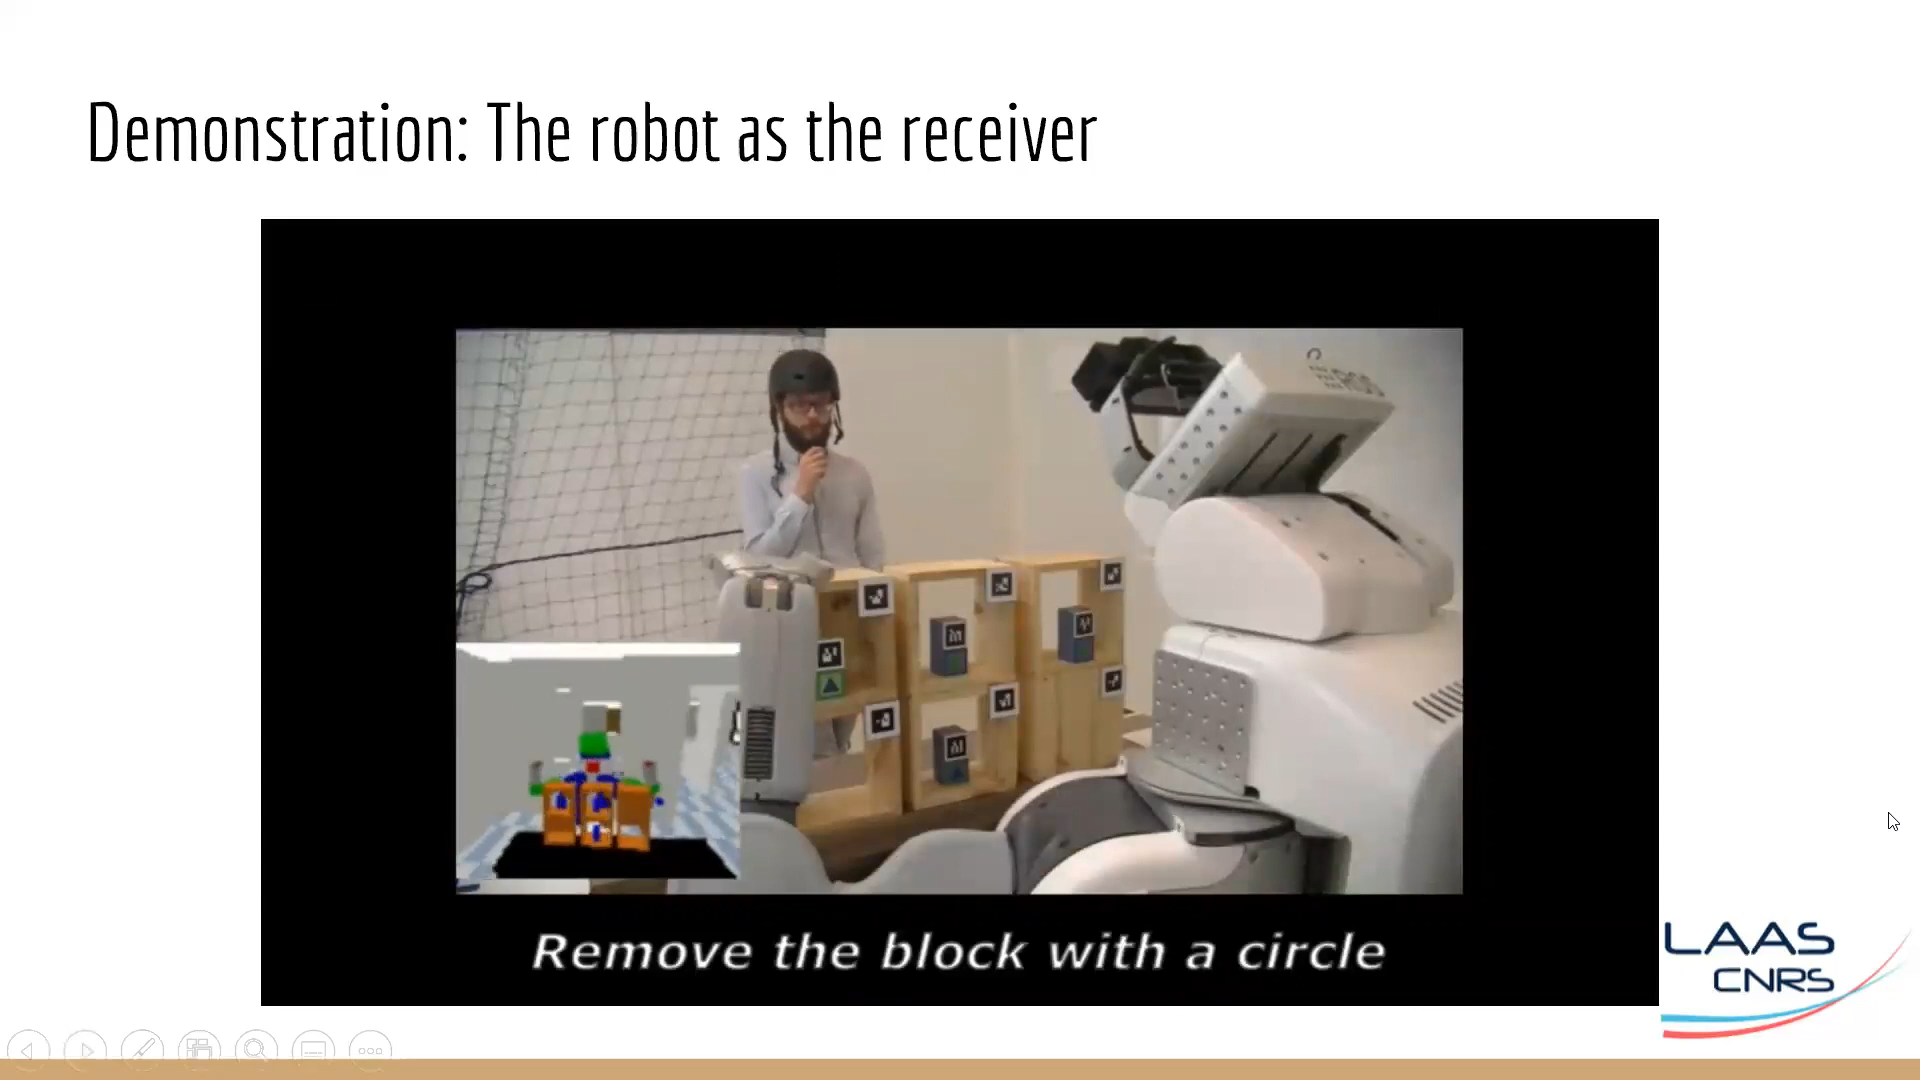 Demonstration: The robot as the receiver
Remove the block with a circle
LAAS
CNRS